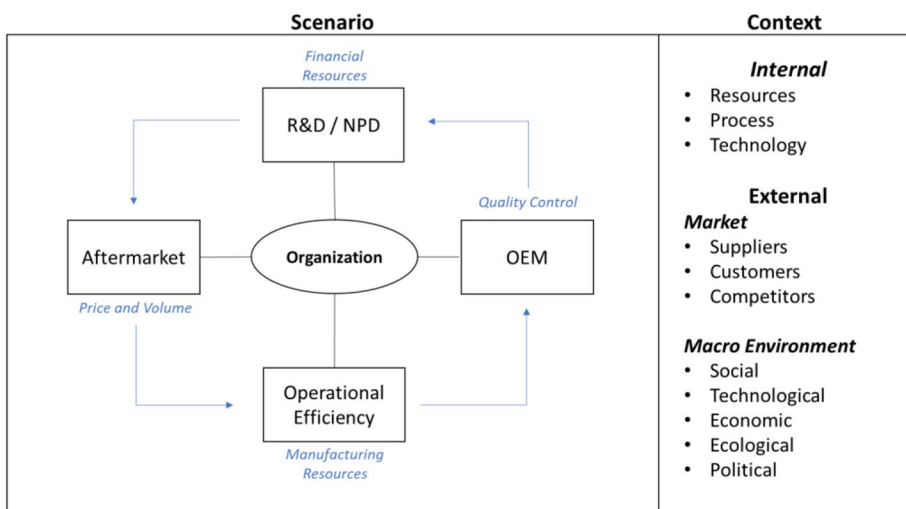 Scenario
Context
Financial
Resources
R&D / NPD
Quality Control
Aftermarket
Organization
OEM
Price and Volume
Operational
Efficiency
Manufacturing
Resources
Internal
• Resources
• Process
• Technology
External
Market
• Suppliers
• Customers
• Competitors
Macro Environment
• Social
• Technological
• Economic
• Ecological
• Political